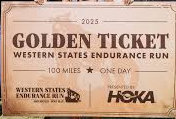 2025
GOLDEN TICKET
WESTERN STATES ENDURANCE RUN
100 MILES ★ ONE DAY
WESTERN STATES
ENDURANCE RUN
PRESENTED BY
HOKA